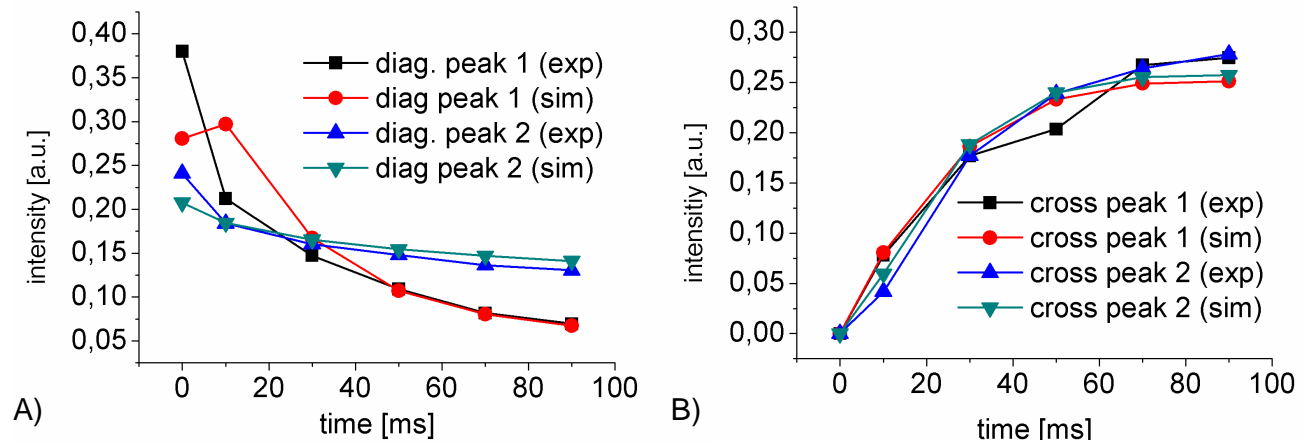 0,40
0,35
0,30
0,25
0,20
0,15
0,10
0,05
intensity [a.u.]
diag. peak 1 (exp)
diag peak 1 (sim)
diag. peak 2 (exp)
diag peak 2 (sim)
0 20 40 60 80 100
time [ms]
A)
0,30
0,25
0,20
0,15
0,10
0,05
0,00
intensitiy [a.u.]
cross peak 1 (exp)
cross peak 1 (sim)
cross peak 2 (exp)
cross peak 2 (sim)
0 20 40 60 80 100
time [ms]
B)